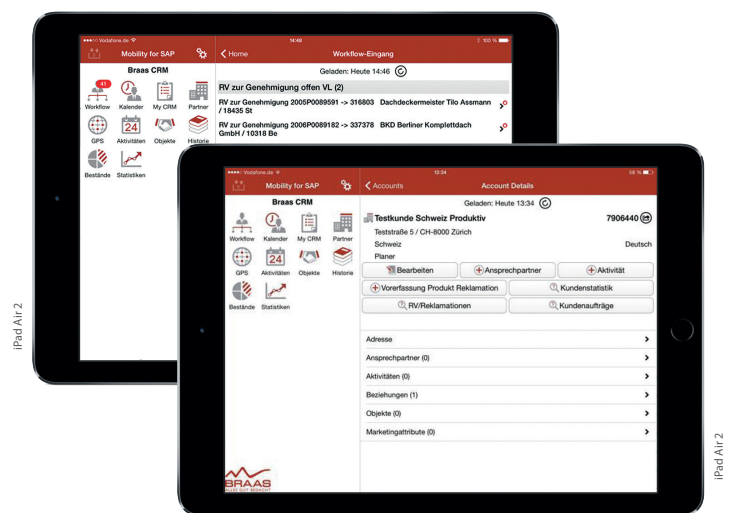 ●●●○○ Vodafone.de
14:48
100 %
Mobility for SAP
Home
Workflow-Eingang
Braas CRM
Geladen: Heute 14:46
RV zur Genehmigung offen VL (2)
41
Workflow
Kalender
My CRM
Partner
RV zur Genehmigung 2005P0089591 -> 316803 Dachdeckermeister Tilo Assmann
/ 18435 St
RV zur Genehmigung 2006P0089182 -> 337378 BKD Berliner Komplettdach
GmbH / 10318 Be
24
GPS
Aktivitäten
Objekte
Historie
Bestände
Statistiken
iPad Air 2
Vodafone.de
13:34
58 %
Mobility for SAP
Accounts
Account Details
Braas CRM
Geladen: Heute 13:34
Testkunde Schweiz Produktiv
7906440
Teststraße 5 / CH-8000 Zürich
Schweiz
Deutsch
Planer
Workflow
Kalender
My CRM
Partner
24
GPS
Aktivitäten
Objekte
Historie
Bestände
Statistiken
Bearbeiten
Ansprechpartner
Aktivität
Vorerfassung Produkt Reklamation
Kundenstatistik
RV/Reklamationen
Kundenaufträge
Adresse
Ansprechpartner (0)
Aktivitäten (0)
Beziehungen (1)
Objekte (0)
Marketingattribute (0)
BRAAS
ALLES GUT BEDACHT
iPad Air 2